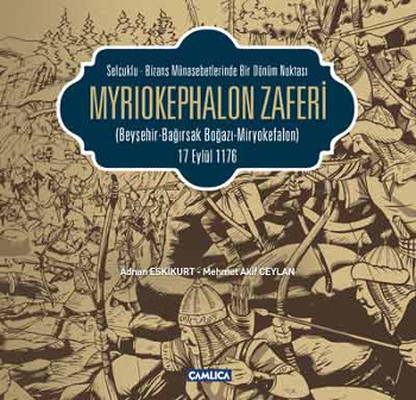 Selçuklu - Bizans Münasebetlerinde Bir Dönüm Noktası
MYRIOKEPHALON ZAFERİ
(Beyşehir-Bağırsak Boğazı-Miryokefalon)
17 Eylül 1176
Adnan ESKİKURT - Mehmet Akif CEYLAN
ÇAMLICA